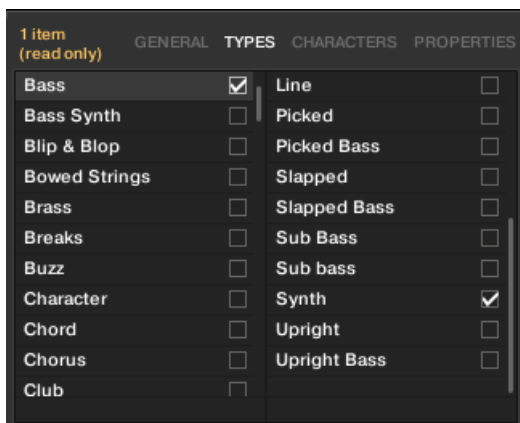 1 item
(read only)
GENERAL TYPES CHARACTERS PROPERTIES
Bass
Bass Synth
Blip & Blop
Bowed Strings
Brass
Breaks
Buzz
Character
Chord
Chorus
Club
Line
Picked
Picked Bass
Slapped
Slapped Bass
Sub Bass
Sub bass
Synth
Upright
Upright Bass